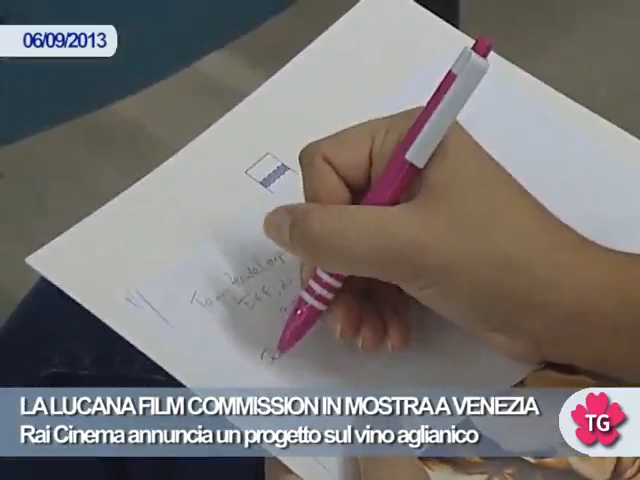 06/09/2013
LA LUCANA FILM COMMISSION IN MOSTRA A VENEZIA
Rai Cinema annuncia un progetto sul vino aglianico
TG